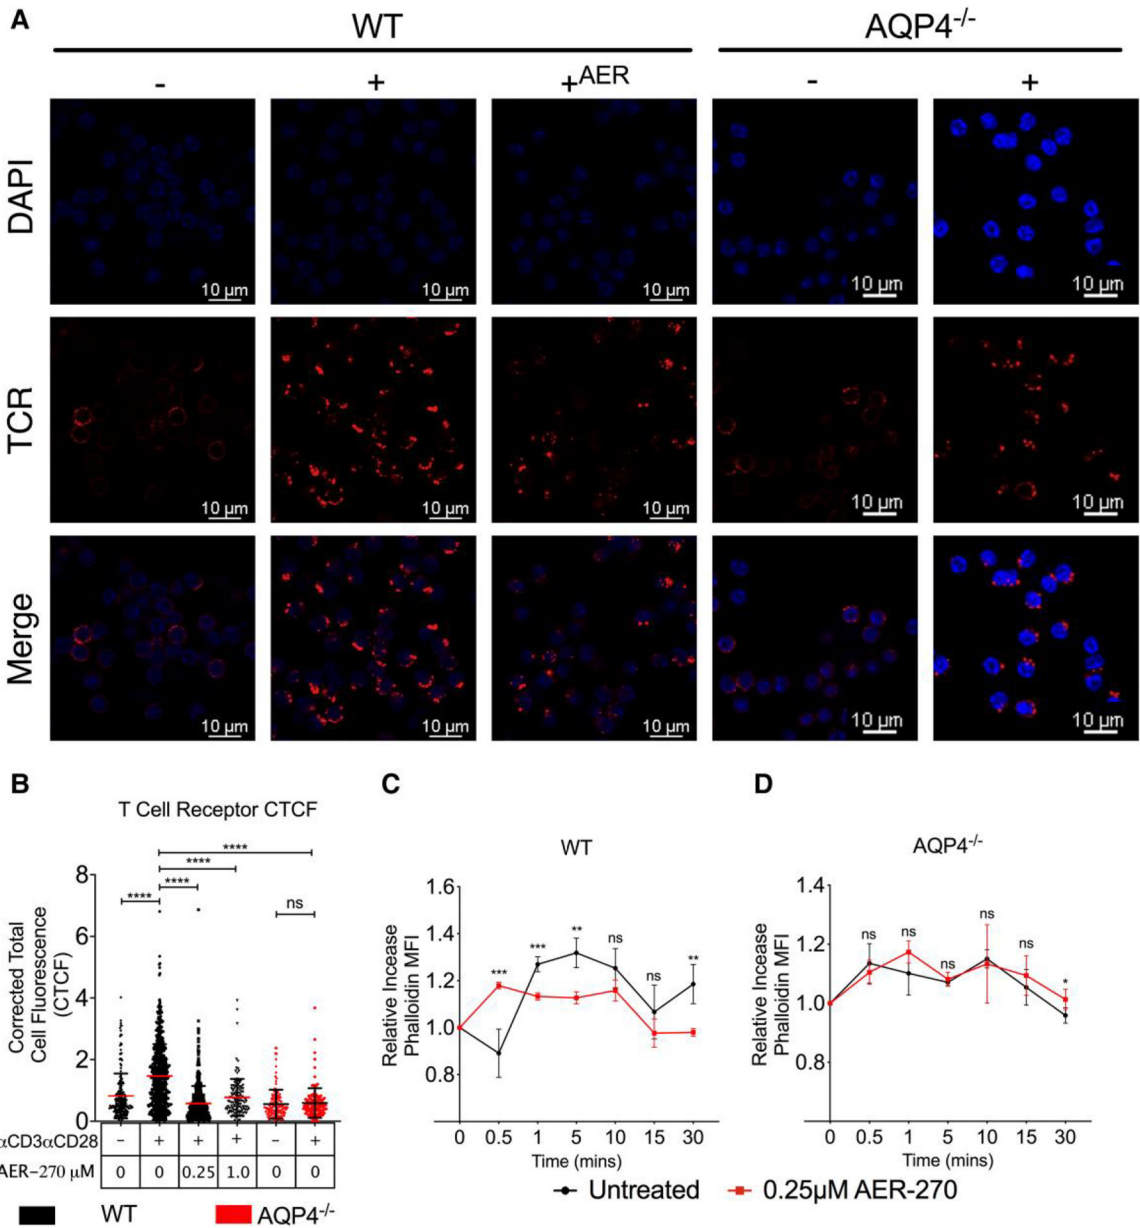 A
WT
AQP4-/-
-
+
+AER
-
+
DAPI
10 µm
10 µm
10 µm
10 µm
10 µm
TCR
10 µm
10 µm
10 µm
10 µm
10 µm
Merge
10 µm
10 µm
10 µm
10 µm
10 µm
B
T Cell Receptor CTCF
Corrected Total
Cell Fluorescence
(CTCF)
8
6
4
2
0
****
****
****
****
ns
αCD3αCD28
– + + + – +
AER–270 µM
0 0 0.25 1.0 0 0
WT
AQP4-/-
C
WT
Relative Incease
Phalloidin MFI
1.6
1.4
1.2
1.0
0.8
***
***
**
ns
ns
**
0 0.5 1 5 10 15 30
Time (mins)
D
AQP4-/-
Relative Incease
Phalloidin MFI
1.4
1.2
1.0
0.8
ns
ns
ns
ns
ns
*
0 0.5 1 5 10 15 30
Time (mins)
Untreated
0.25µM AER-270